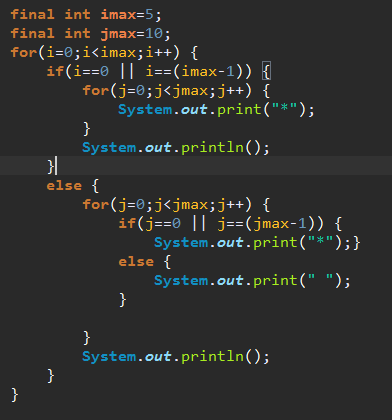 final int imax=5;
final int jmax=10;
for(i=0;i<imax;i++) {
    if(i==0 || i==(imax-1)) {
        for(j=0;j<jmax;j++) {
            System.out.print("*");
        }
        System.out.println();
    }
    else {
        for(j=0;j<jmax;j++) {
            if(j==0 || j==(jmax-1)) {
                System.out.print("*");}
            else {
                System.out.print(" ");
            }

        }
        System.out.println();
    }
}